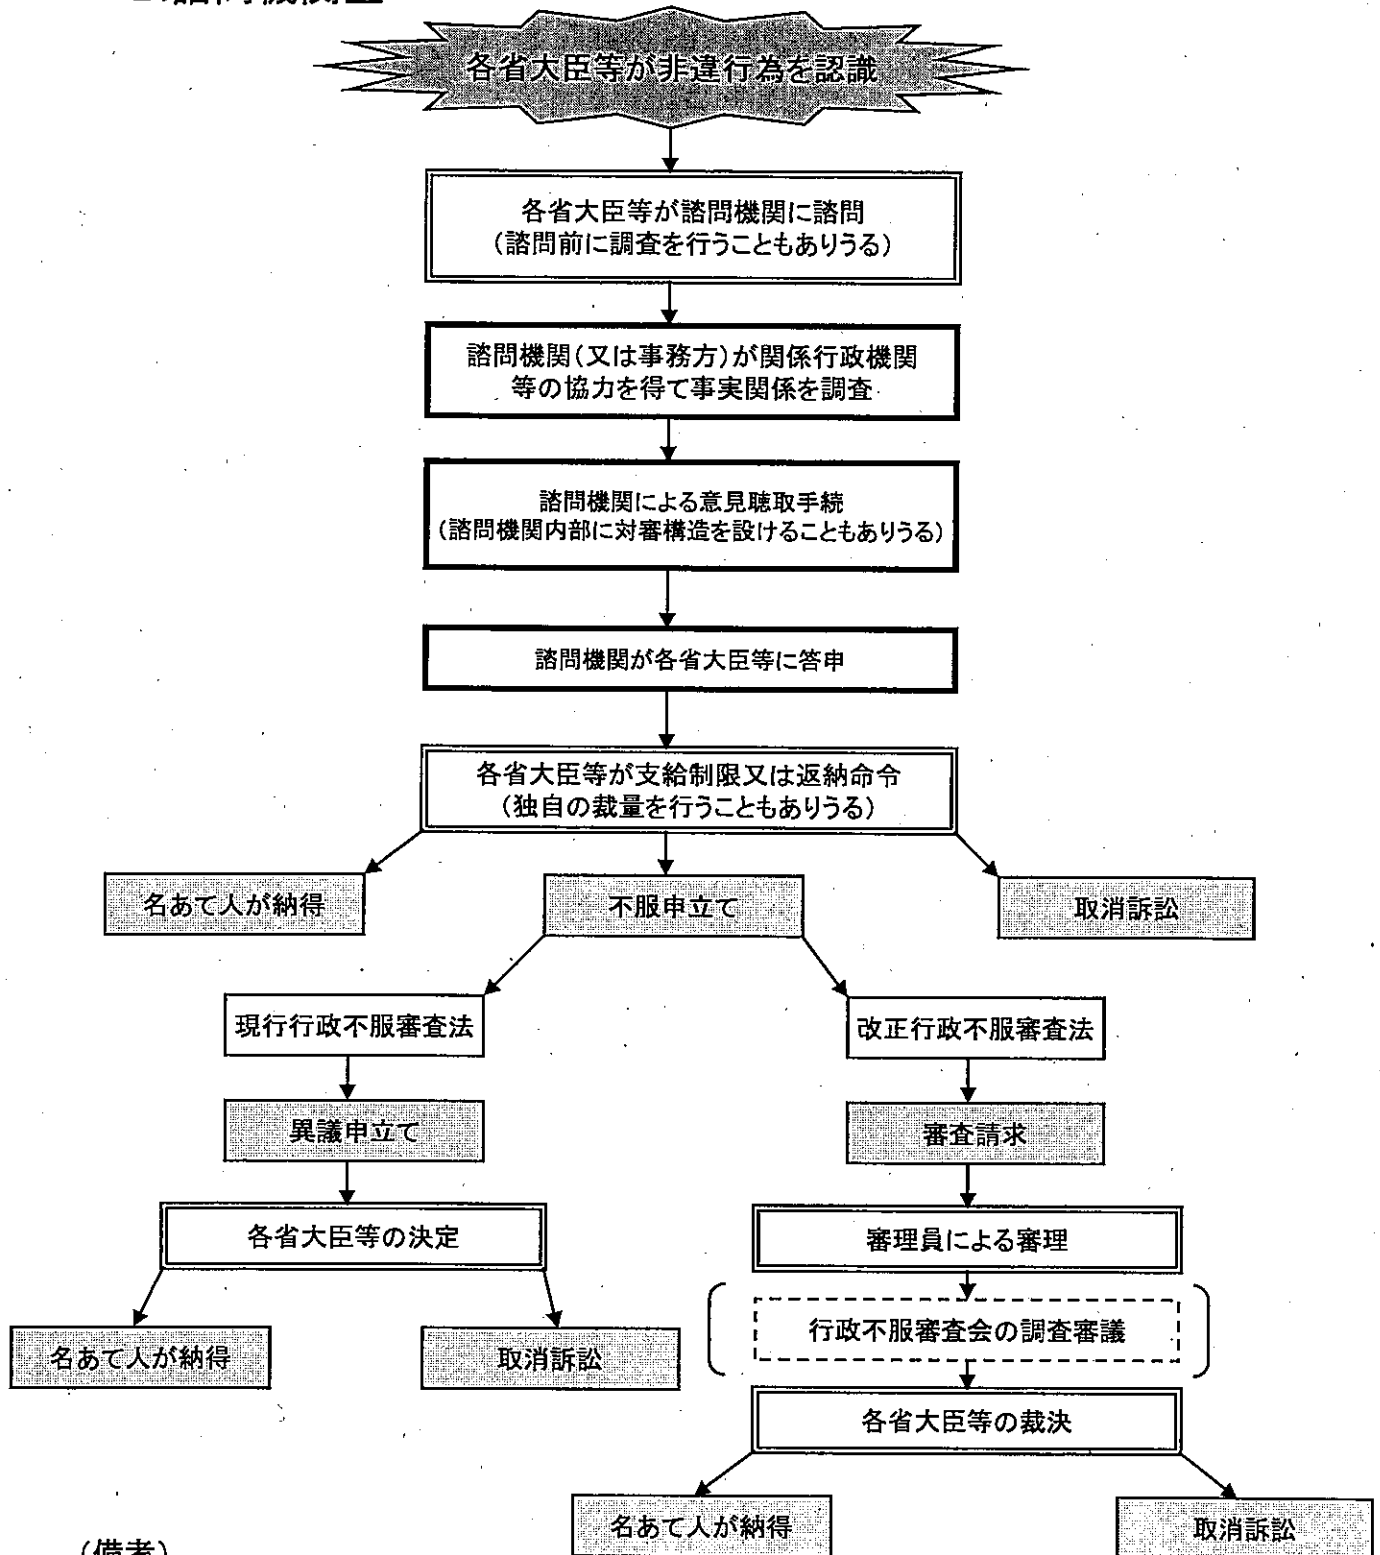 各省大臣等が非違行為を認識
各省大臣等が諮問機関に諮問
(諮問前に調査を行うこともありうる)
諮問機関(又は事務方)が関係行政機関
等の協力を得て事実関係を調査
諮問機関による意見聴取手続
(諮問機関内部に対審構造を設けることもありうる)
諮問機関が各省大臣等に答申
各省大臣等が支給制限又は返納命令
(独自の裁量を行うこともありうる)
名あて人が納得
不服申立て
取消訴訟
現行行政不服審査法
改正行政不服審査法
異議申立て
審査請求
各省大臣等の決定
審理員による審理
名あて人が納得
取消訴訟
行政不服審査会の調査審議
各省大臣等の裁決
名あて人が納得
取消訴訟
(備考)